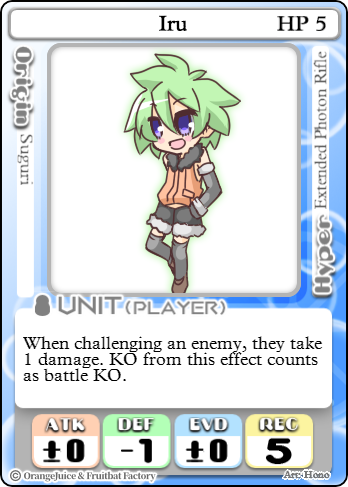 Iru HP 5
Origin Suguri
Hyper Extended Photon Rifle
UNIT (PLAYER)
When challenging an enemy, they take
1 damage. KO from this effect counts
as battle KO.
ATK DEF EVD REC
±0 -1 ±0 5
© OrangeJuice & Fruitbat Factory Art: Hono